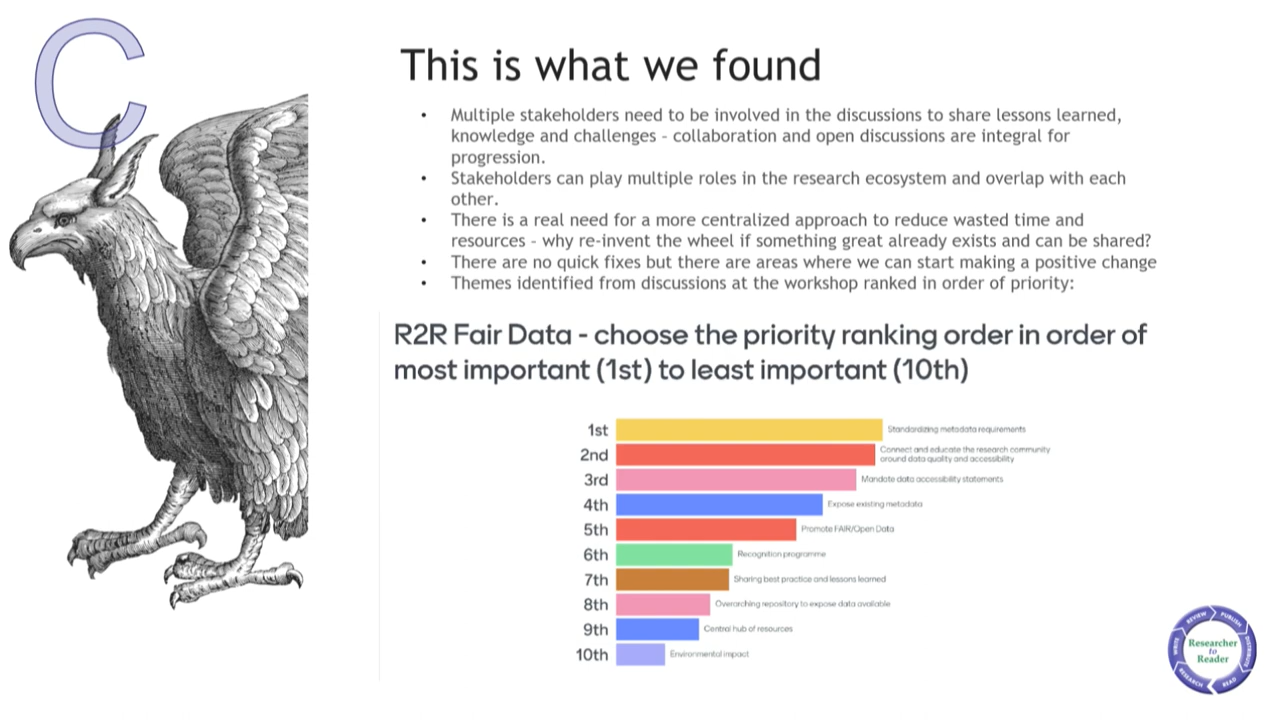 C
This is what we found
• Multiple stakeholders need to be involved in the discussions to share lessons learned,
knowledge and challenges - collaboration and open discussions are integral for
progression.
• Stakeholders can play multiple roles in the research ecosystem and overlap with each
other.
• There is a real need for a more centralized approach to reduce wasted time and
resources - why re-invent the wheel if something great already exists and can be shared?
• There are no quick fixes but there are areas where we can start making a positive change
• Themes identified from discussions at the workshop ranked in order of priority:
R2R Fair Data - choose the priority ranking order in order of
most important (1st) to least important (10th)
1st Standardizing metadata requirements
2nd Connect and educate the research community
around data quality and accessibility
3rd Mandate data accessibility statements
4th Expose existing metadata
5th Promote FAIR/Open Data
6th Recognition programme
7th Sharing best practice and lessons learned
8th Overarching repository to expose data available
9th Central hub of resources
10th Environmental impact
REVIEW PUBLISH DISTRIBUTE READ RESEARCH WRITE
Researcher
to
Reader